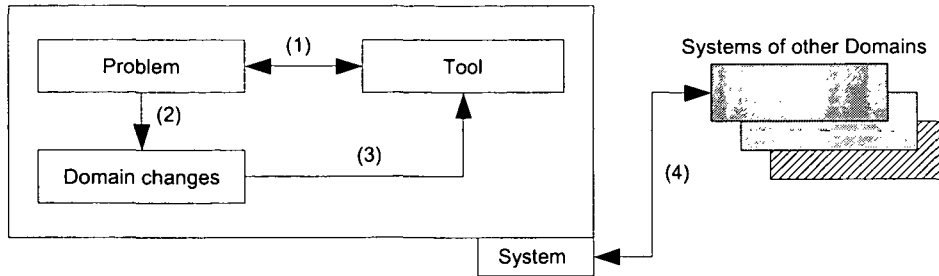 (1)
Problem
Tool
Systems of other Domains
(2)
(3)
Domain changes
(4)
System